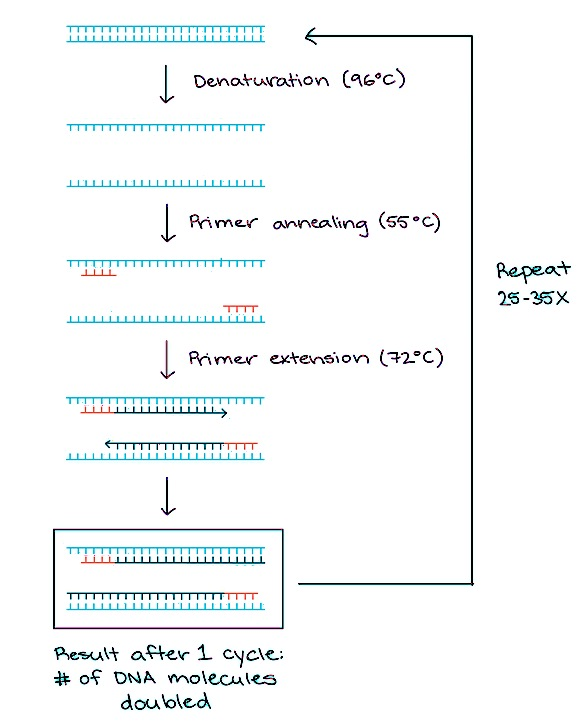 Denaturation (96°C)
Primer annealing (55°C)
Repeat
25-35X
Primer extension (72°C)
Result after 1 cycle:
# of DNA molecules
doubled